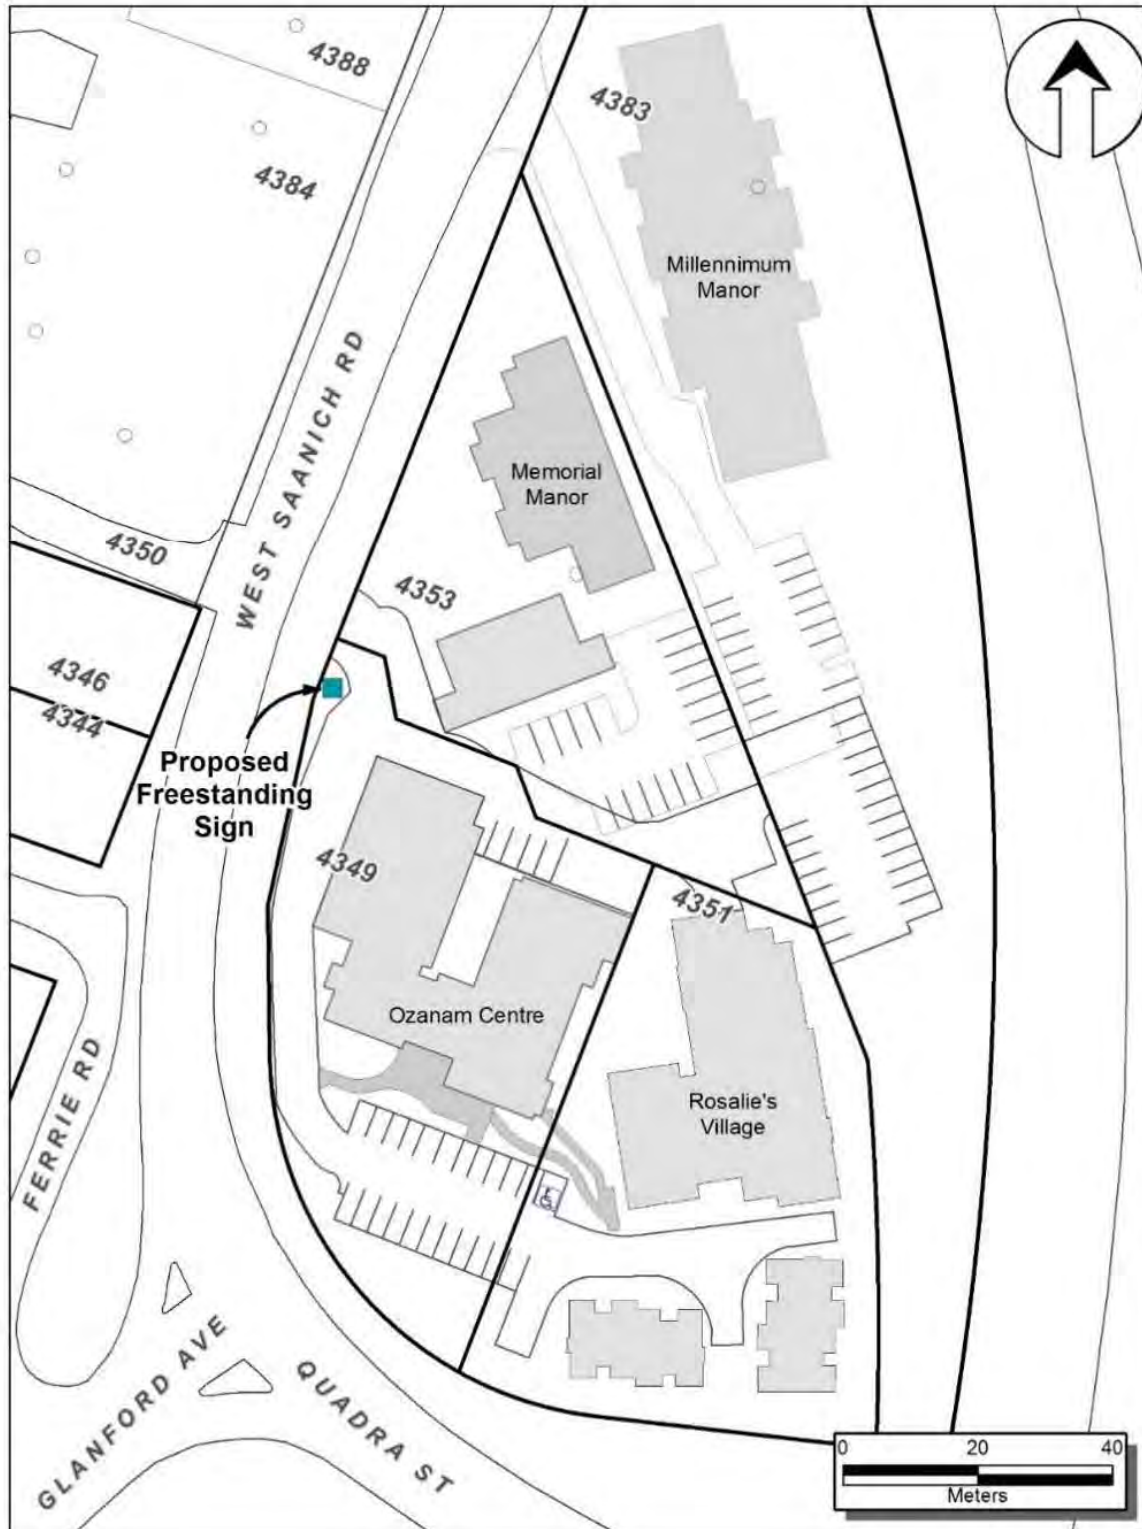 4388
4383
4384
Millennimum
Manor
WEST SAANICH RD
Memorial
Manor
4350
4353
4346
4344
Proposed
Freestanding
Sign
4349
4351
Ozanam Centre
FERRIE RD
Rosalie's
Village
GLANFORD AVE
QUADRA ST
0 20 40
Meters